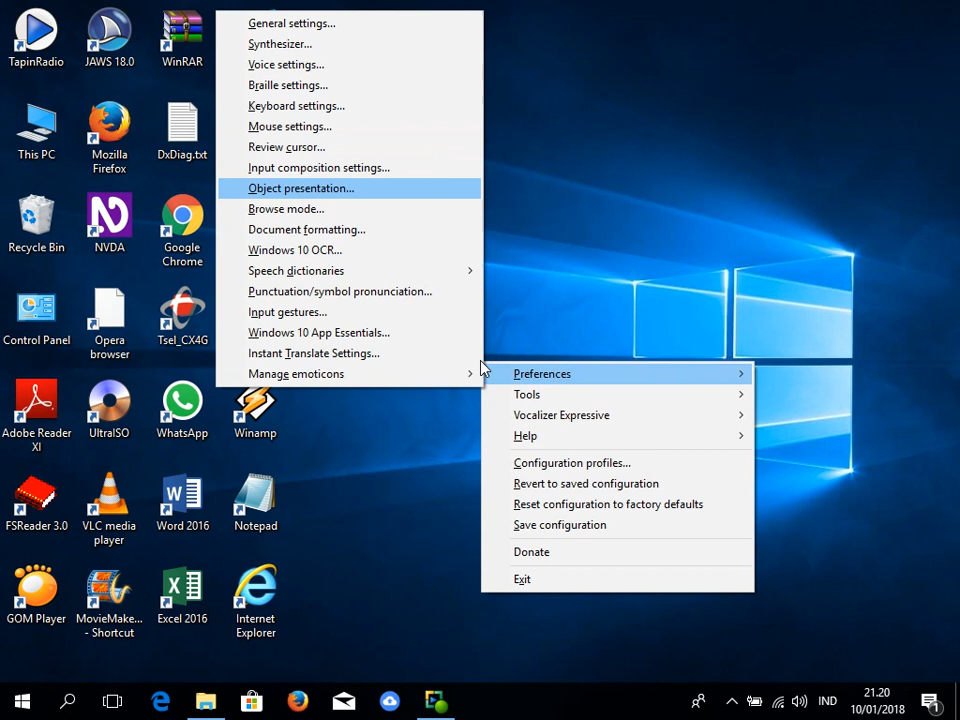 TapinRadio
JAWS 18.0
WinRAR
This PC
Mozilla
Firefox
DxDiag.txt
Recycle Bin
NVDA
Google
Chrome
Control Panel
Opera
browser
Tsel_CX4G
Adobe Reader
XI
UltraISO
WhatsApp
Winamp
FSReader 3.0
VLC media
player
Word 2016
Notepad
GOM Player
MovieMake...
- Shortcut
Excel 2016
Internet
Explorer
General settings...
Synthesizer...
Voice settings...
Braille settings...
Keyboard settings...
Mouse settings...
Review cursor...
Input composition settings...
Object presentation...
Browse mode...
Document formatting...
Windows 10 OCR...
Speech dictionaries
Punctuation/symbol pronunciation...
Input gestures...
Windows 10 App Essentials...
Instant Translate Settings...
Manage emoticons
Preferences
Tools
Vocalizer Expressive
Help
Configuration profiles...
Revert to saved configuration
Reset configuration to factory defaults
Save configuration
Donate
Exit
IND
21.20
10/01/2018
1